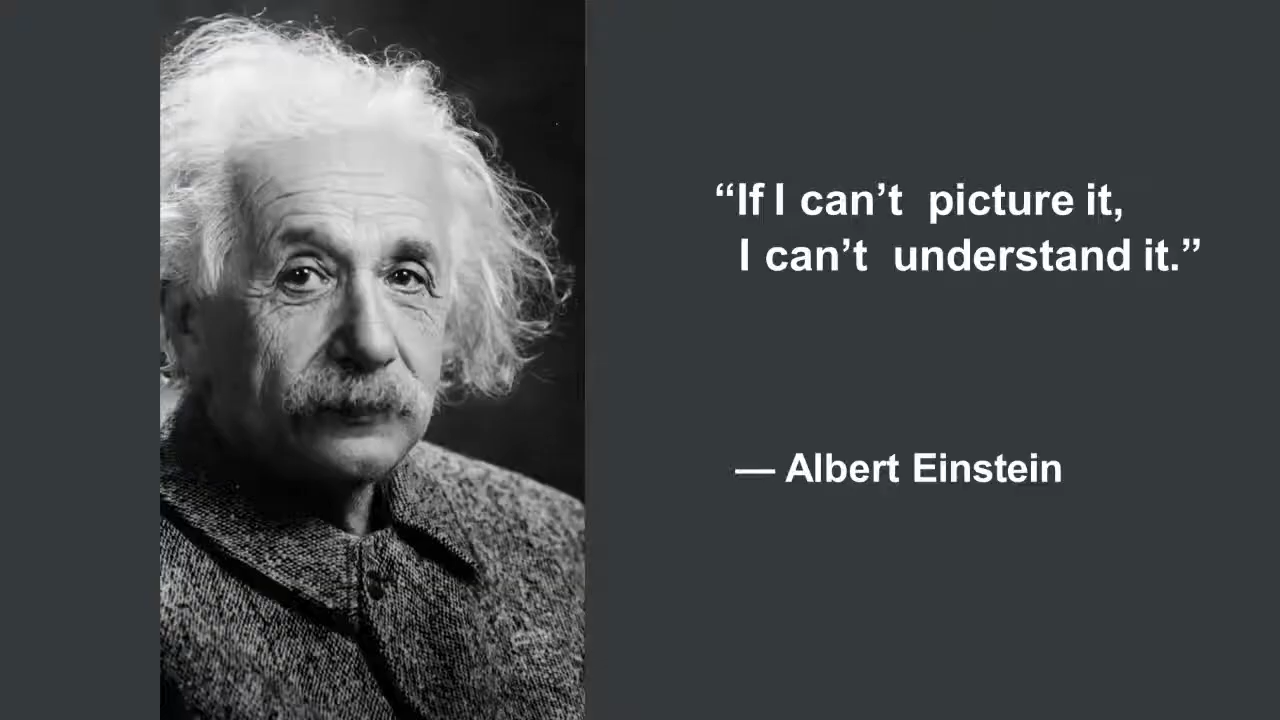 “If I can’t picture it,
I can’t understand it.”
— Albert Einstein